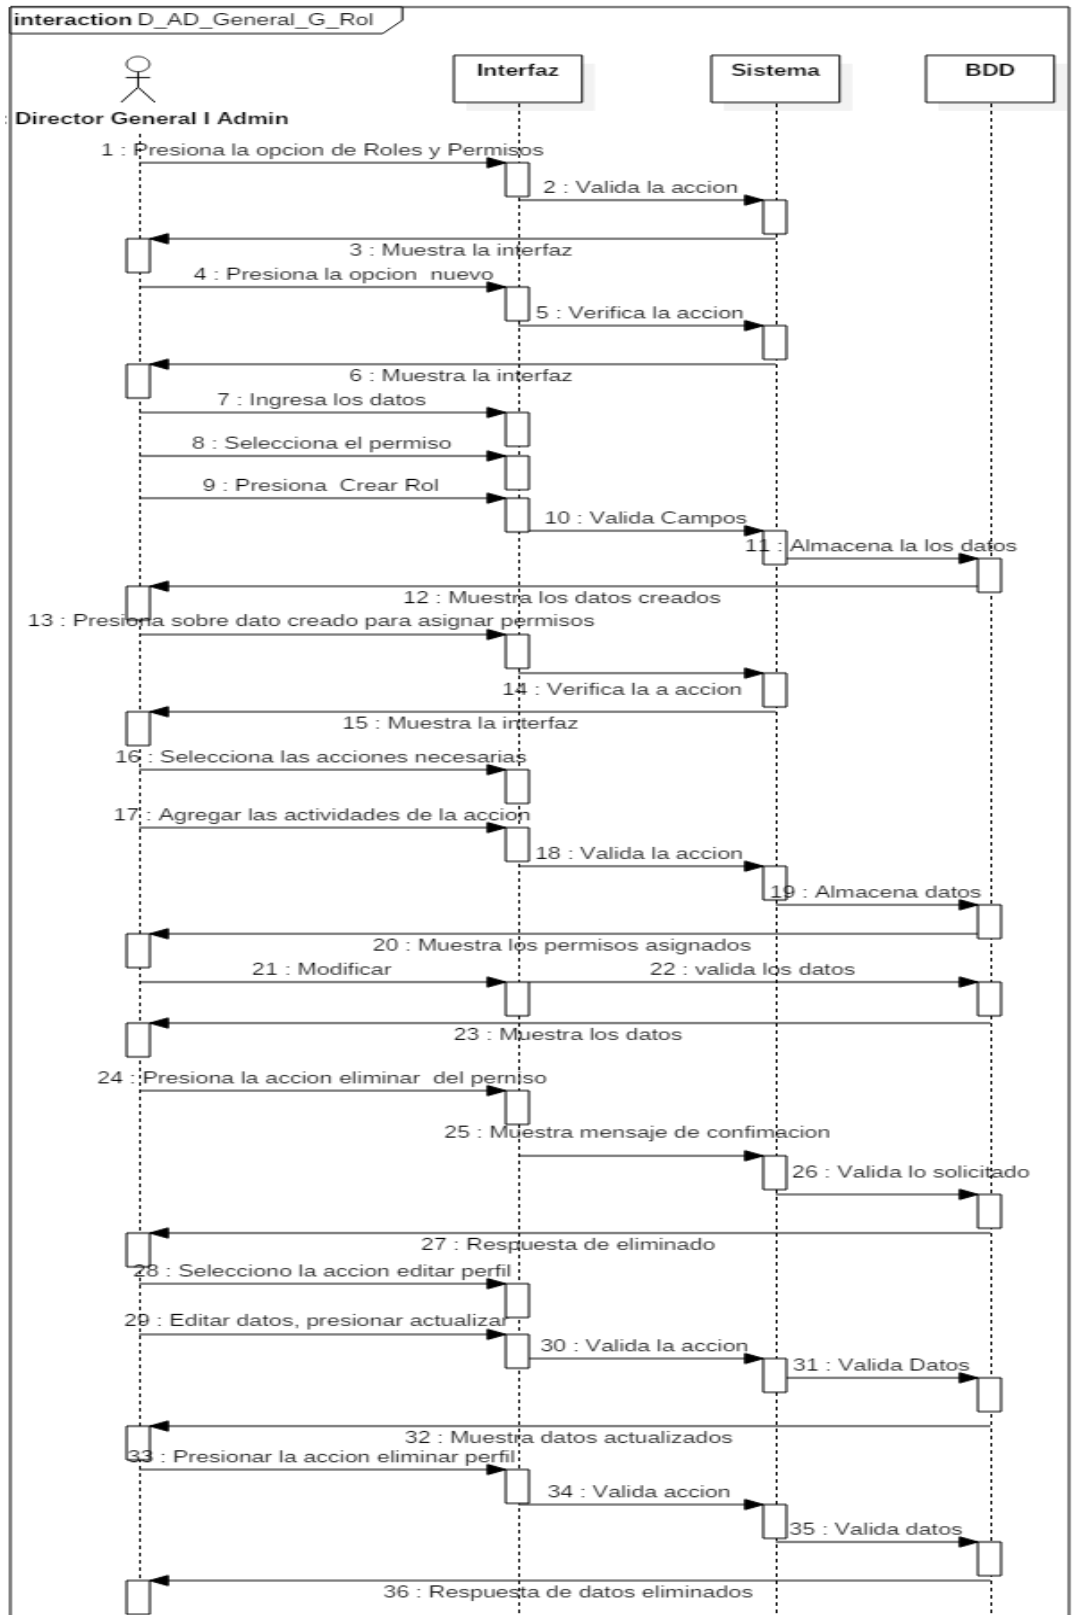 interaction D_AD_General_G_Rol
Interfaz
Sistema
BDD
: Director General I Admin
1 : Presiona la opcion de Roles y Permisos
2 : Valida la accion
3 : Muestra la interfaz
4 : Presiona la opcion nuevo
5 : Verifica la accion
6 : Muestra la interfaz
7 : Ingresa los datos
8 : Selecciona el permiso
9 : Presiona Crear Rol
10 : Valida Campos
11 : Almacena la los datos
12 : Muestra los datos creados
13 : Presiona sobre dato creado para asignar permisos
14 : Verifica la a accion
15 : Muestra la interfaz
16 : Selecciona las acciones necesarias
17 : Agregar las actividades de la accion
18 : Valida la accion
19 : Almacena datos
20 : Muestra los permisos asignados
21 : Modificar
22 : valida los datos
23 : Muestra los datos
24 : Presiona la accion eliminar del permiso
25 : Muestra mensaje de confimacion
26 : Valida lo solicitado
27 : Respuesta de eliminado
28 : Selecciono la accion editar perfil
29 : Editar datos, presionar actualizar
30 : Valida la accion
31 : Valida Datos
32 : Muestra datos actualizados
33 : Presionar la accion eliminar perfil
34 : Valida accion
35 : Valida datos
36 : Respuesta de datos eliminados